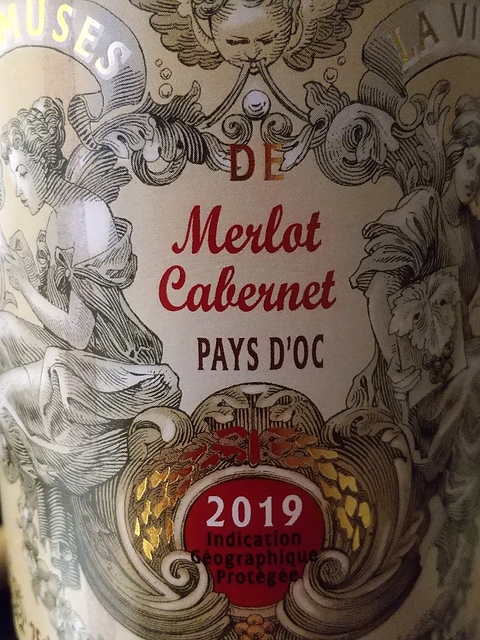 MUSES
DE
LA VI
Merlot
Cabernet
PAYS D'OC
2019
Indication
Géographique
Protégée